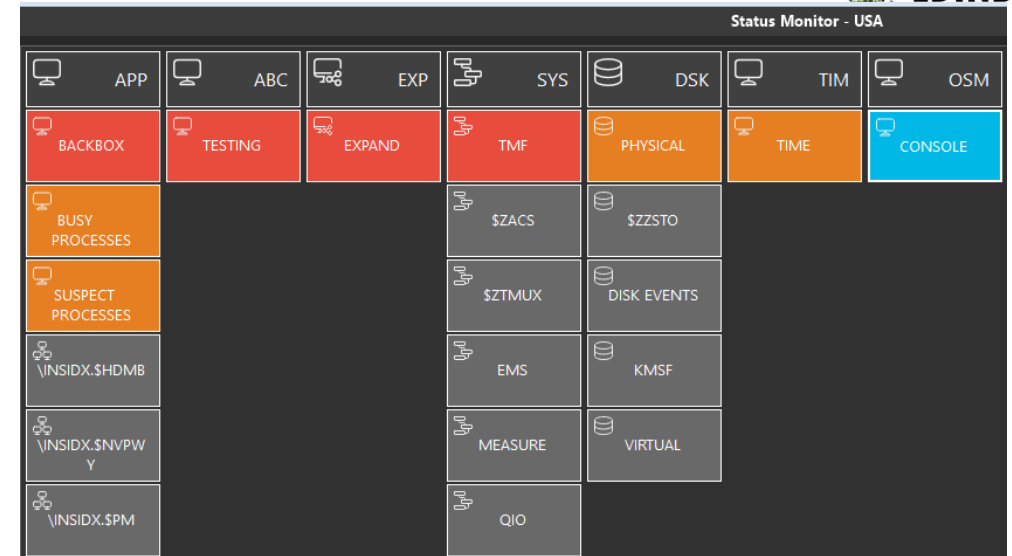 Status Monitor - USA
APP ABC EXP SYS DSK TIM OSM
BACKBOX TESTING EXPAND TMF PHYSICAL TIME CONSOLE
BUSY
PROCESSES
$ZACS $ZZSTO
SUSPECT
PROCESSES
$ZTMUX DISK EVENTS
\INSIDX.$HDMB EMS KMSF
\INSIDX.$NVPW
Y
MEASURE VIRTUAL
\INSIDX.$PM QIO